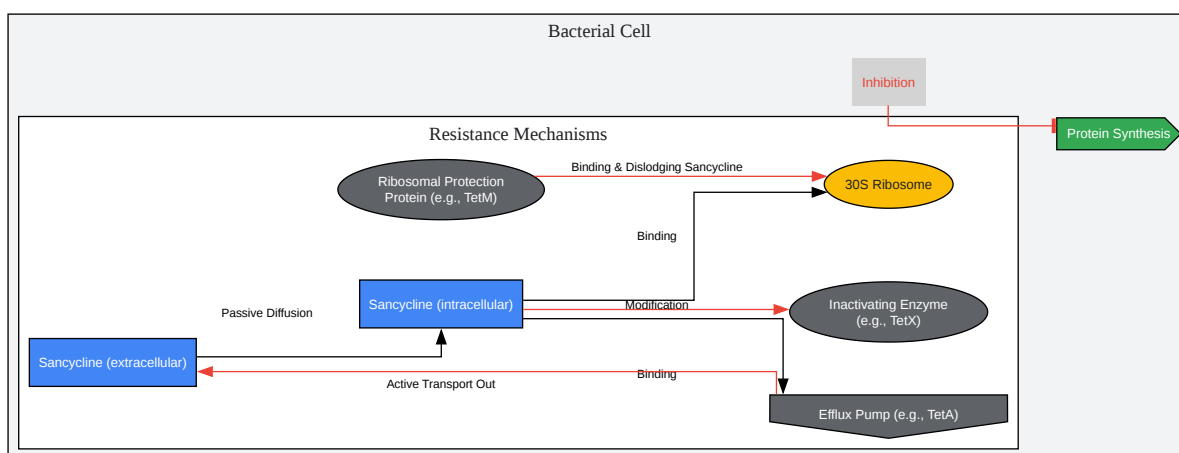 Bacterial Cell
Inhibition
Protein Synthesis
Resistance Mechanisms
Binding & Dislodging Sancycline
Ribosomal Protection
Protein (e.g., TetM)
30S Ribosome
Binding
Sancycline (intracellular)
Modification
Inactivating Enzyme
(e.g., TetX)
Passive Diffusion
Sancycline (extracellular)
Binding
Active Transport Out
Efflux Pump (e.g., TetA)